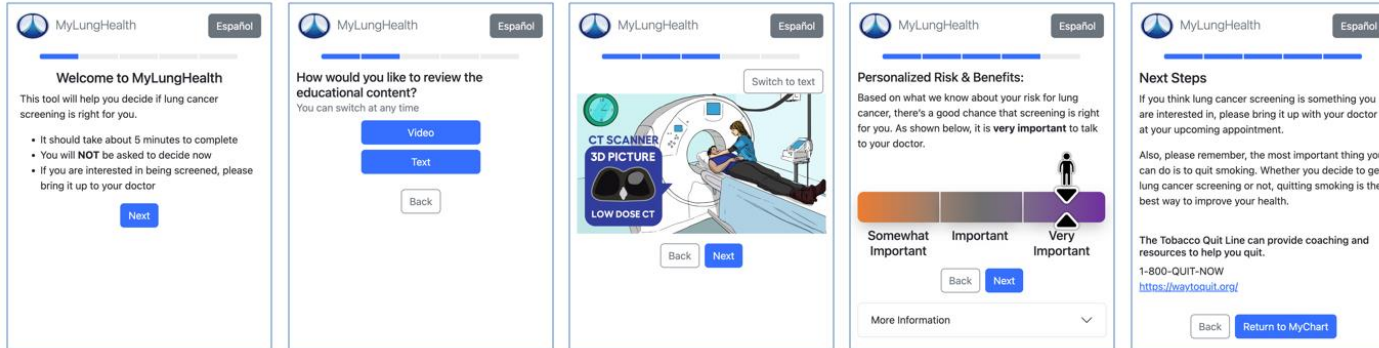 MyLungHealth
Español
Welcome to MyLungHealth
This tool will help you decide if lung cancer
screening is right for you.
• It should take about 5 minutes to complete
• You will NOT be asked to decide now
• If you are interested in being screened, please
bring it up to your doctor
Next
MyLungHealth
Español
How would you like to review the
educational content?
You can switch at any time
Video
Text
Back
MyLungHealth
Español
Switch to text
CT SCANNER
3D PICTURE
LOW DOSE CT
Back
Next
MyLungHealth
Español
Personalized Risk & Benefits:
Based on what we know about your risk for lung
cancer, there's a good chance that screening is right
for you. As shown below, it is very important to talk
to your doctor.
Somewhat
Important
Important
Very
Important
Back
Next
More Information
MyLungHealth
Español
Next Steps
If you think lung cancer screening is something you
are interested in, please bring it up with your doctor
at your upcoming appointment.
Also, please remember, the most important thing you
can do is to quit smoking. Whether you decide to get
lung cancer screening or not, quitting smoking is the
best way to improve your health.
The Tobacco Quit Line can provide coaching and
resources to help you quit.
1-800-QUIT-NOW
https://waytoquit.org/
Back
Return to MyChart